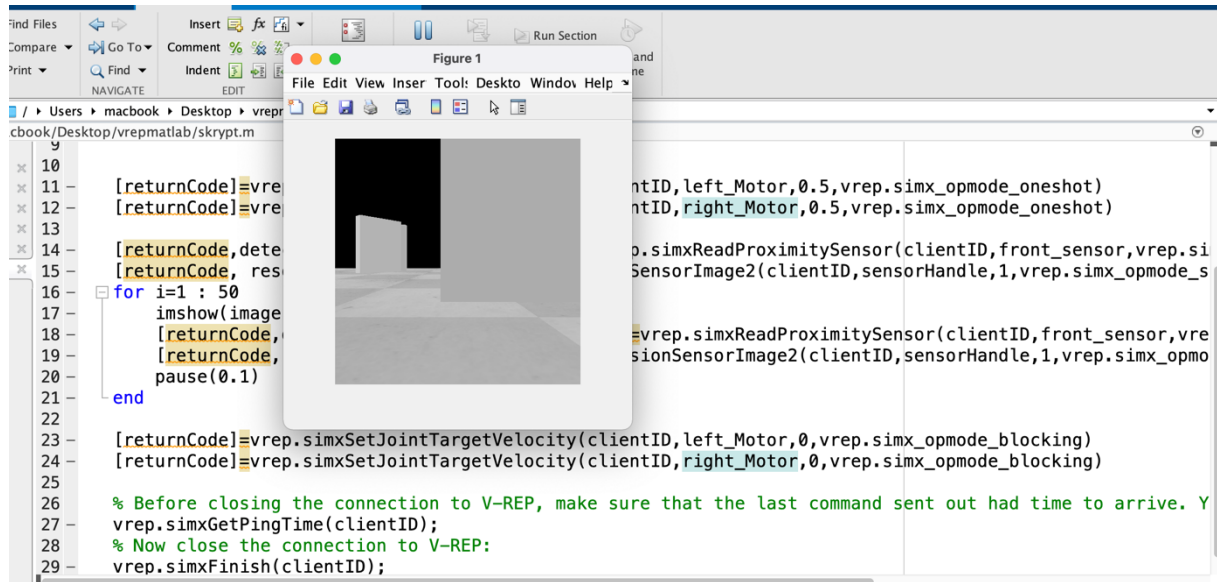 Find Files
Insert fx
Run Section
Compare Go To Comment %
and
Print Find Indent
me
NAVIGATE EDIT
Figure 1
File Edit View Inser Tool: Deskto Window Help
/ Users macbook Desktop vrepr
cbook/Desktop/vrepmatlab/skrypt.m
9
10
11 - [returnCode]=vrep ntID,left_Motor,0.5,vrep.simx_opmode_oneshot)
12 - [returnCode]=vrep ntID,right_Motor,0.5,vrep.simx_opmode_oneshot)
13
14 - [returnCode,dete p.simxReadProximitySensor(clientID,front_sensor,vrep.si
15 - [returnCode, reso SensorImage2(clientID,sensorHandle,1,vrep.simx_opmode_s
16 - for i=1 : 50
17 - imshow(image
18 - [returnCode, =vrep.simxReadProximitySensor(clientID,front_sensor,vre
19 - [returnCode, sionSensorImage2(clientID,sensorHandle,1,vrep.simx_opmo
20 - pause(0.1)
21 - end
22
23 - [returnCode]=vrep.simxSetJointTargetVelocity(clientID,left_Motor,0,vrep.simx_opmode_blocking)
24 - [returnCode]=vrep.simxSetJointTargetVelocity(clientID,right_Motor,0,vrep.simx_opmode_blocking)
25
26 % Before closing the connection to V-REP, make sure that the last command sent out had time to arrive. Y
27 - vrep.simxGetPingTime(clientID);
28 % Now close the connection to V-REP:
29 - vrep.simxFinish(clientID);